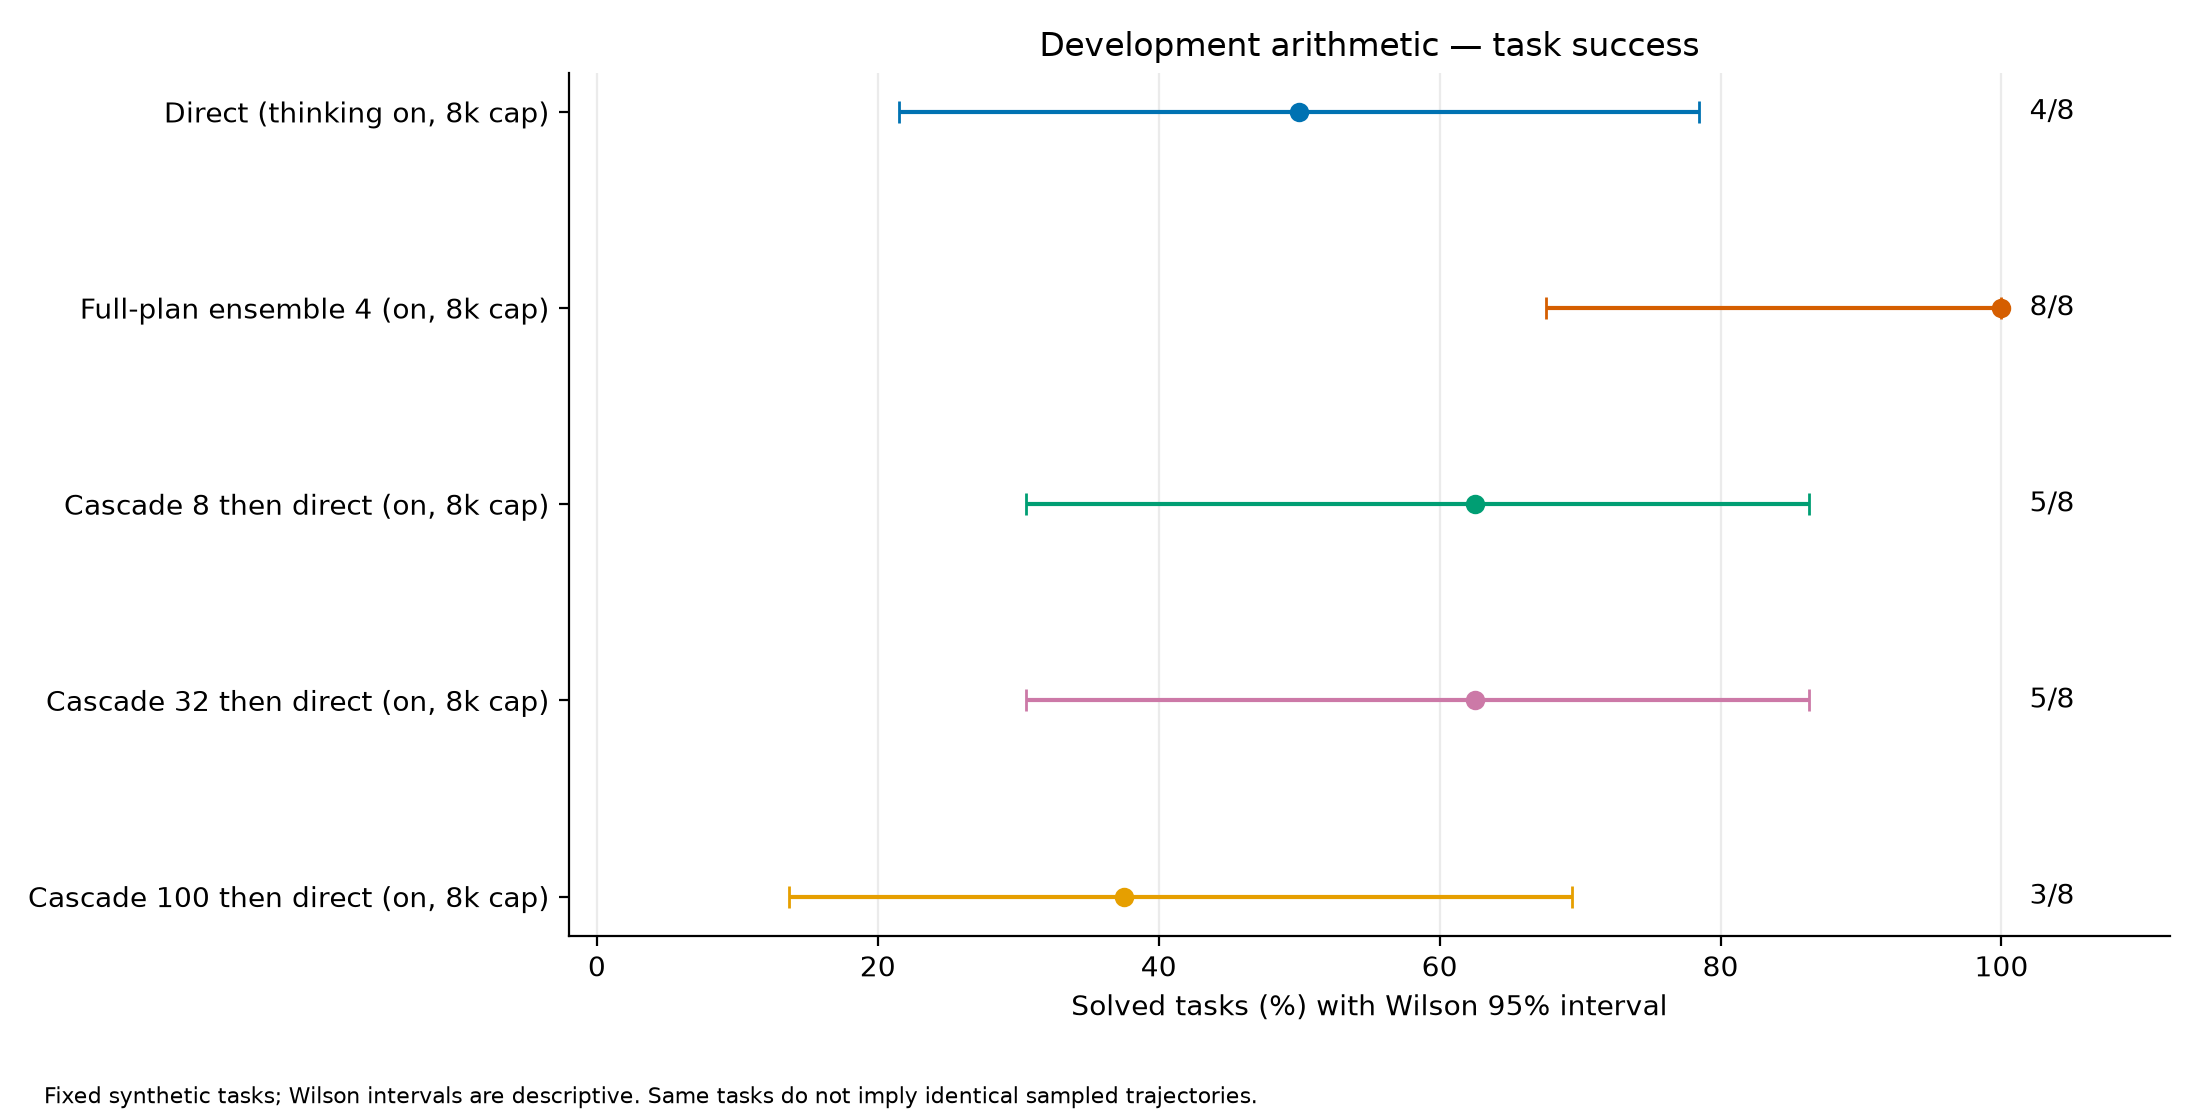 Development arithmetic — task success
Direct (thinking on, 8k cap)
4/8
Full-plan ensemble 4 (on, 8k cap)
8/8
Cascade 8 then direct (on, 8k cap)
5/8
Cascade 32 then direct (on, 8k cap)
5/8
Cascade 100 then direct (on, 8k cap)
3/8
0 20 40 60 80 100
Solved tasks (%) with Wilson 95% interval
Fixed synthetic tasks; Wilson intervals are descriptive. Same tasks do not imply identical sampled trajectories.